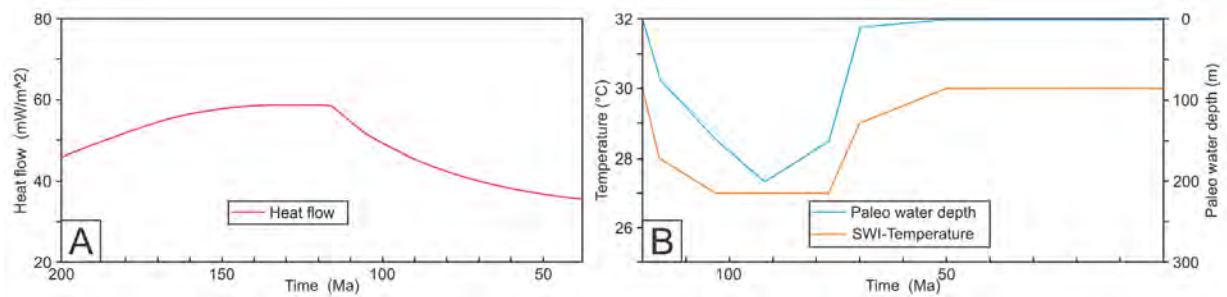 80
60
40
20
Heat flow (mW/m^2)
Heat flow
A
200
150
100
50
Time (Ma)
32
30
28
26
Temperature (°C)
Paleo water depth
SWI-Temperature
B
100
50
Time (Ma)
0
100
200
300
Paleo water depth (m)